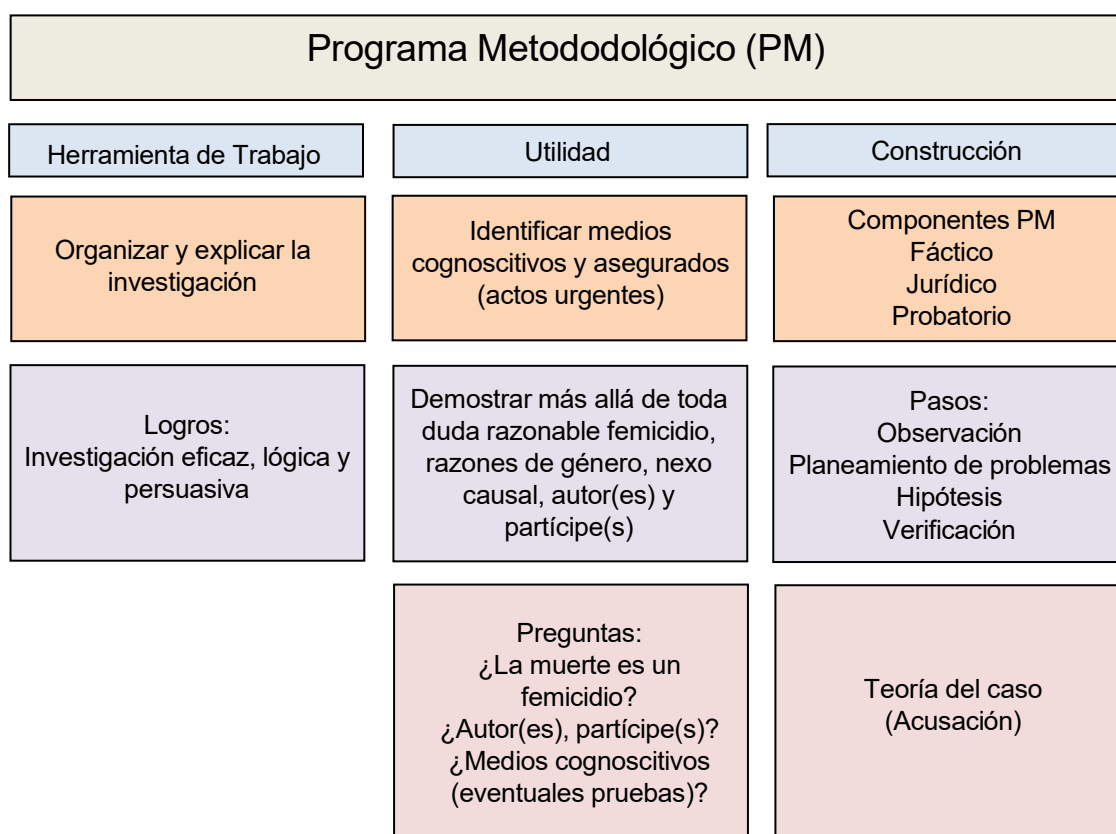 Programa Metododológico (PM)
Herramienta de Trabajo
Utilidad
Construcción
Organizar y explicar la
investigación
Identificar medios
cognoscitivos y asegurados
(actos urgentes)
Componentes PM
Fáctico
Jurídico
Probatorio
Logros:
Investigación eficaz, lógica y
persuasiva
Demostrar más allá de toda
duda razonable femicidio,
razones de género, nexo
causal, autor(es) y
partícipe(s)
Pasos:
Observación
Planeamiento de problemas
Hipótesis
Verificación
Preguntas:
¿La muerte es un
femicidio?
¿Autor(es), partícipe(s)?
¿Medios cognoscitivos
(eventuales pruebas)?
Teoría del caso
(Acusación)